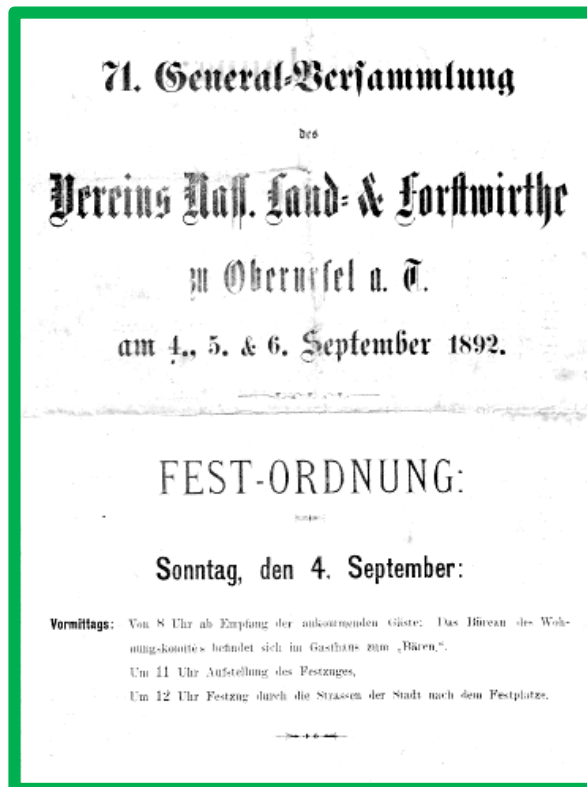 71. General-Versammlung
des
Vereins Nass. Land- & Forstwirthe
zu Oberursel a. T.
am 4., 5. & 6. September 1892.
FEST-ORDNUNG:
Sonntag, den 4. September:
Vormittags: Von 8 Uhr ab Empfang der ankommenden Gäste: Das Büreau des Woh-
nungskomités befindet sich im Gasthaus zum „Bären.“.
Um 11 Uhr Aufstellung des Festzuges,
Um 12 Uhr Festzug durch die Strassen der Stadt nach dem Festplatze.